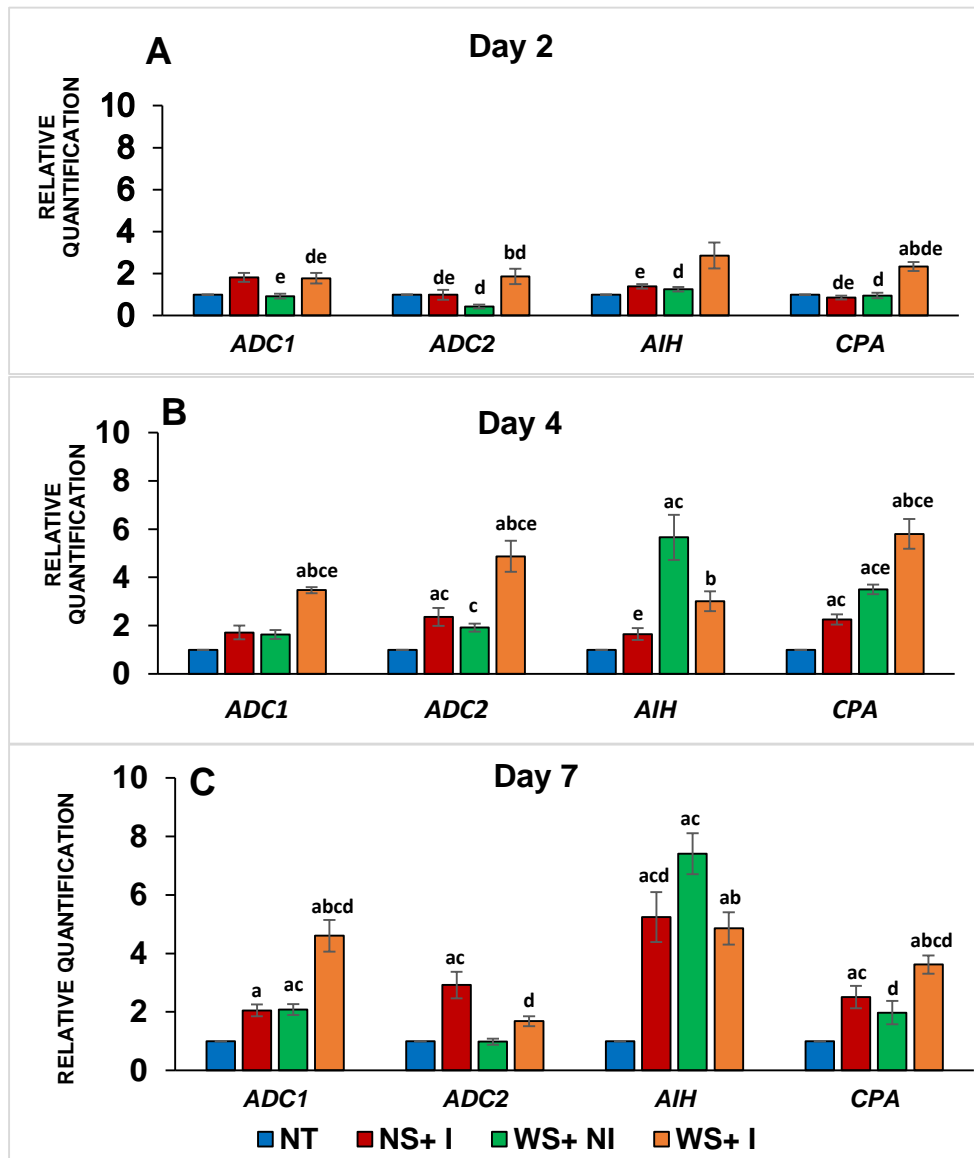 A
Day 2
RELATIVE
QUANTIFICATION
10
8
6
4
2
0
e
de
de
d
bd
e
d
de
d
abde
ADC1 ADC2 AIH CPA
B
Day 4
RELATIVE
QUANTIFICATION
10
8
6
4
2
0
abce
ac
c
abce
e
ac
b
ac
ace
abce
ADC1 ADC2 AIH CPA
C
Day 7
RELATIVE QUANTIFICATION
10
8
6
4
2
0
a
ac
abcd
ac
d
acd
ac
ab
ac
d
abcd
ADC1 ADC2 AIH CPA
NT NS+ I WS+ NI WS+ I